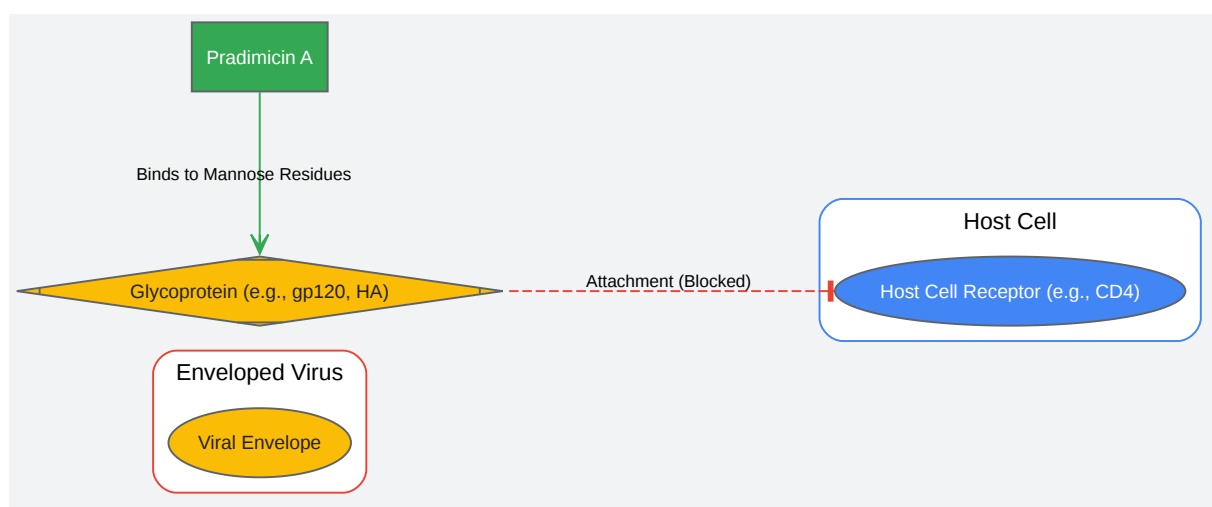 Pradimicin A
Binds to Mannose Residues
Host Cell
Glycoprotein (e.g., gp120, HA)
Attachment (Blocked)
Host Cell Receptor (e.g., CD4)
Enveloped Virus
Viral Envelope